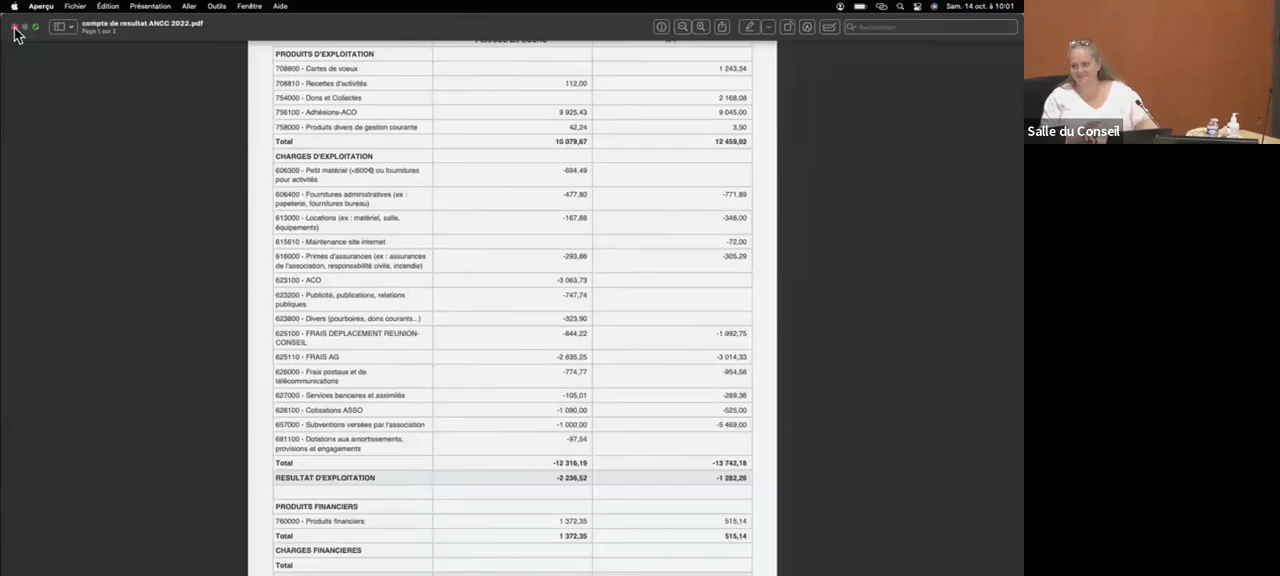 Aperçu Fichier Édition Présentation Aller Outils Fenêtre Aide
Sam. 14 oct. à 10:01
compte de resultat ANCC 2022.pdf
Page 1 sur 2
Rechercher
PRODUITS D'EXPLOITATION
708800 - Cartes de voeux 1 243,34
708810 - Recettes d'activités 112,00
754000 - Dons et Collectes 2 168,08
756100 - Adhésions-ACO 9 925,43 9 045,00
758000 - Produits divers de gestion courante 42,24 3,50
Total 10 079,67 12 459,92
CHARGES D'EXPLOITATION
606300 - Petit matériel (<600€) ou fournitures
pour activités -694,49
606400 - Fournitures administratives (ex :
papeterie, fournitures bureau) -477,80 -771,89
613000 - Locations (ex : matériel, salle,
équipements) -167,88 -348,00
615610 - Maintenance site internet -72,00
616000 - Primes d'assurances (ex : assurances
de l'association, responsabilité civile, incendie) -293,86 -305,29
623100 - ACO -3 063,73
623200 - Publicité, publications, relations
publiques -747,74
623800 - Divers (pourboires, dons courants...) -323,90
625100 - FRAIS DEPLACEMENT REUNION-
CONSEIL -844,22 -1 992,75
625110 - FRAIS AG -2 635,25 -3 014,33
626000 - Frais postaux et de
télécommunications -774,77 -954,56
627000 - Services bancaires et assimilés -105,01 -289,36
628100 - Cotisations ASSO -1 090,00 -525,00
657000 - Subventions versées par l'association -1 000,00 -5 469,00
681100 - Dotations aux amortissements,
provisions et engagements -97,54
Total -12 316,19 -13 742,18
RESULTAT D'EXPLOITATION -2 236,52 -1 282,26
PRODUITS FINANCIERS
760000 - Produits financiers 1 372,35 515,14
Total 1 372,35 515,14
CHARGES FINANCIERES
Total
Salle du Conseil